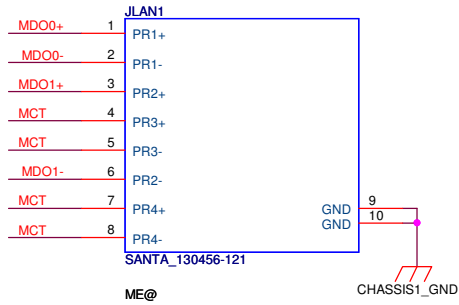 JLAN1
MDO0+ 1 PR1+
MDO0- 2 PR1-
MDO1+ 3 PR2+
MCT 4 PR3+
MCT 5 PR3-
MDO1- 6 PR2-
MCT 7 PR4+ GND 9
MCT 8 PR4- GND 10
SANTA_130456-121
CHASSIS1_GND
ME@